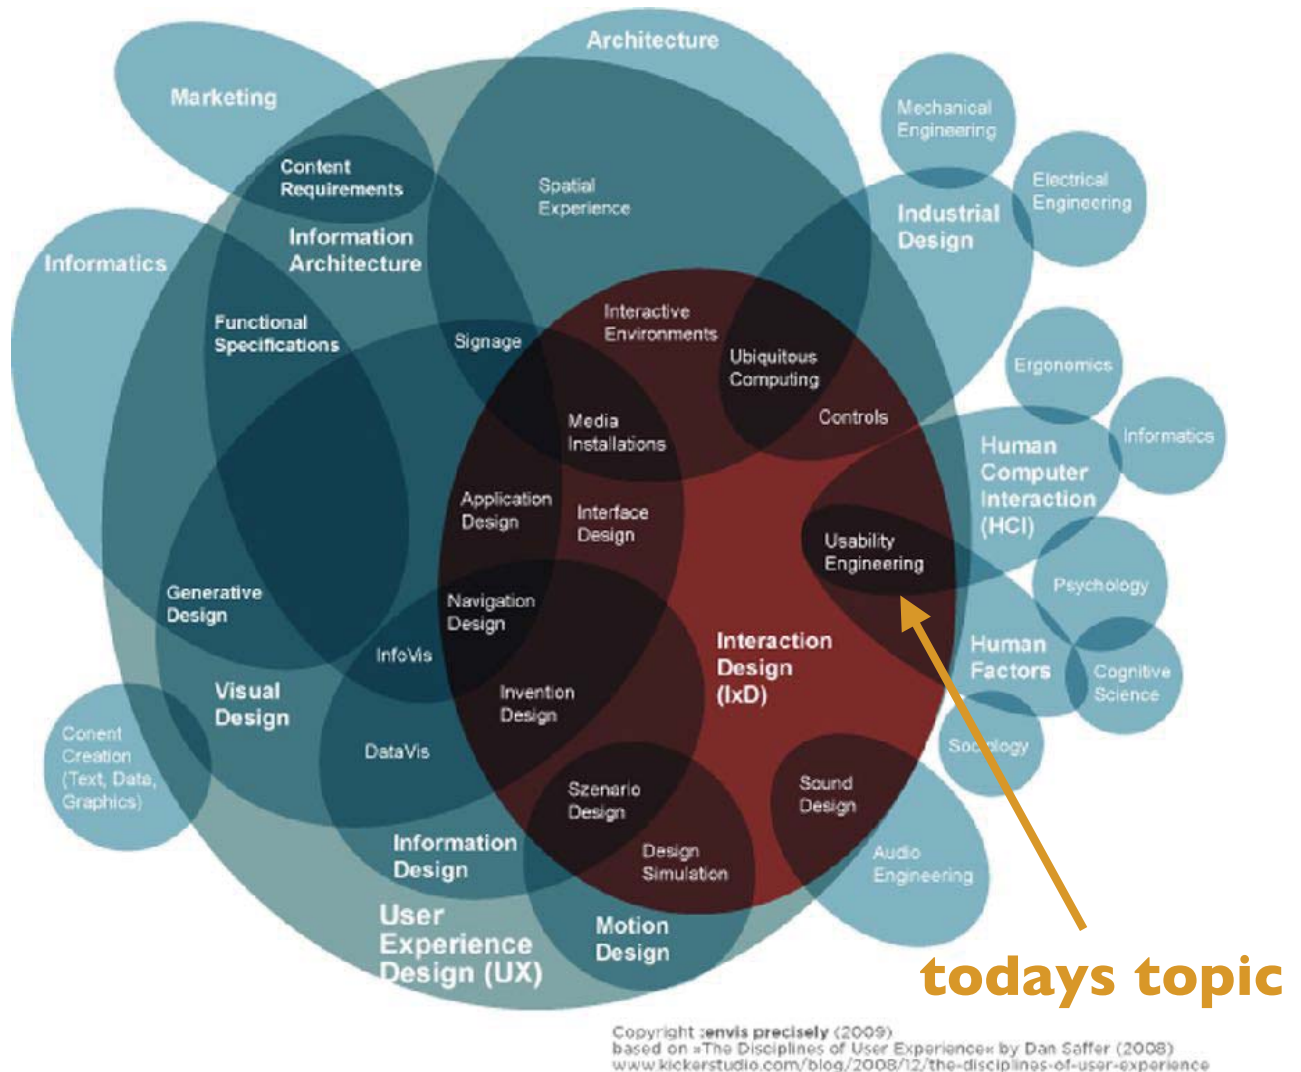 Architecture
Marketing
Mechanical
Engineering
Content
Requirements
Spatial
Experience
Electrical
Engineering
Industrial
Design
Information
Architecture
Informatics
Functional
Specifications
Signage
Interactive
Environments
Ubiquitous
Computing
Ergonomics
Controls
Media
Installations
Informatics
Human
Computer
Interaction
(HCI)
Application
Design
Interface
Design
Usability
Engineering
Psychology
Generative
Design
Navigation
Design
InfoVis
Interaction
Design
(IxD)
Human
Factors
Cognitive
Science
Visual
Design
Invention
Design
Conent
Creation
(Text, Data,
Graphics)
DataVis
Sociology
Szenario
Design
Sound
Design
Information
Design
Design
Simulation
Audio
Engineering
User
Experience
Design (UX)
Motion
Design
todays topic
Copyright :envis precisely (2009)
based on »The Disciplines of User Experience« by Dan Saffer (2008)
www.kickerstudio.com/blog/2008/12/the-disciplines-of-user-experience